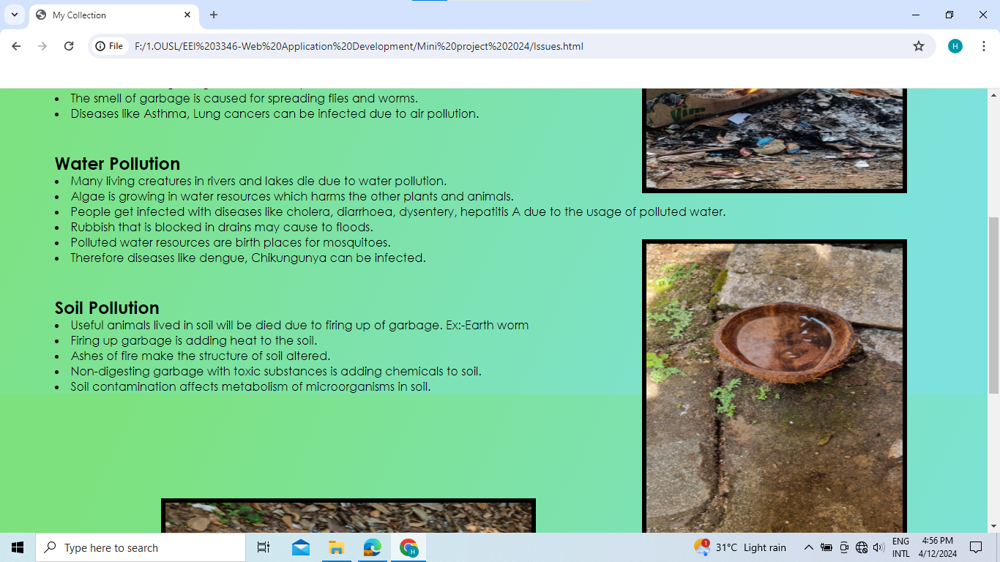 My Collection
File
F:/1.OUSL/EEI%203346-Web%20Application%20Development/Mini%20project%202024/Issues.html
H
The smell of garbage is caused for spreading flies and worms.
Diseases like Asthma, Lung cancers can be infected due to air pollution.
Vim
Water Pollution
Many living creatures in rivers and lakes die due to water pollution.
Algae is growing in water resources which harms the other plants and animals.
People get infected with diseases like cholera, diarrhoea, dysentery, hepatitis A due to the usage of polluted water.
Rubbish that is blocked in drains may cause to floods.
Polluted water resources are birth places for mosquitoes.
Therefore diseases like dengue, Chikungunya can be infected.
Soil Pollution
Useful animals lived in soil will be died due to firing up of garbage. Ex:-Earth worm
Firing up garbage is adding heat to the soil.
Ashes of fire make the structure of soil altered.
Non-digesting garbage with toxic substances is adding chemicals to soil.
Soil contamination affects metabolism of microorganisms in soil.
Type here to search
H
1
31°C Light rain
ENG
INTL
4:56 PM
4/12/2024